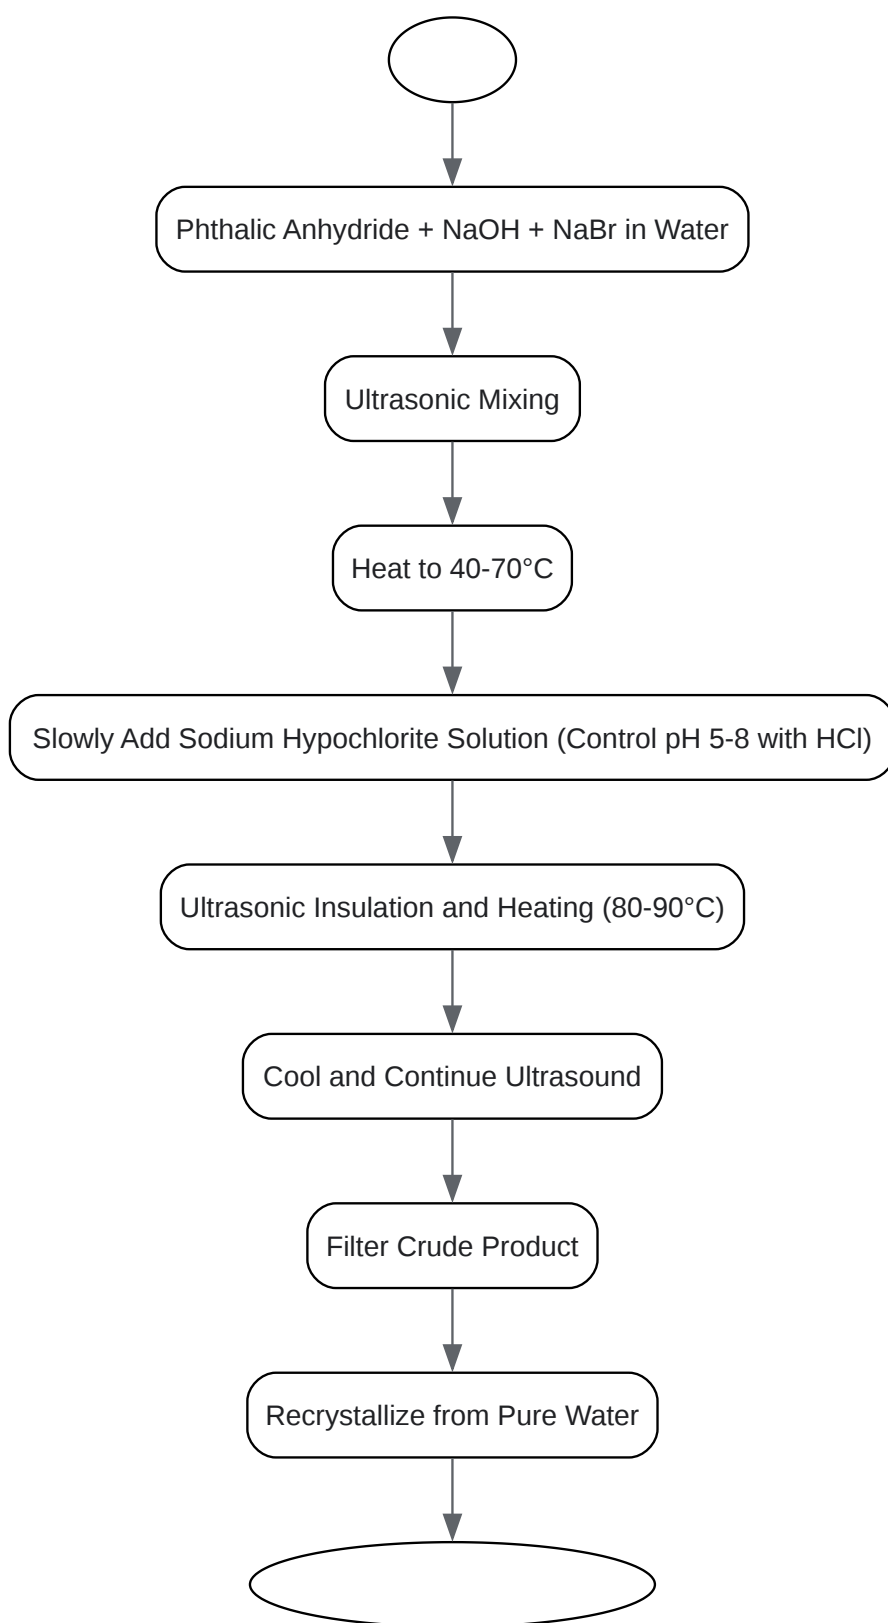 Phthalic Anhydride + NaOH + NaBr in Water
Ultrasonic Mixing
Heat to 40-70°C
Slowly Add Sodium Hypochlorite Solution (Control pH 5-8 with HCl)
Ultrasonic Insulation and Heating (80-90°C)
Cool and Continue Ultrasound
Filter Crude Product
Recrystallize from Pure Water